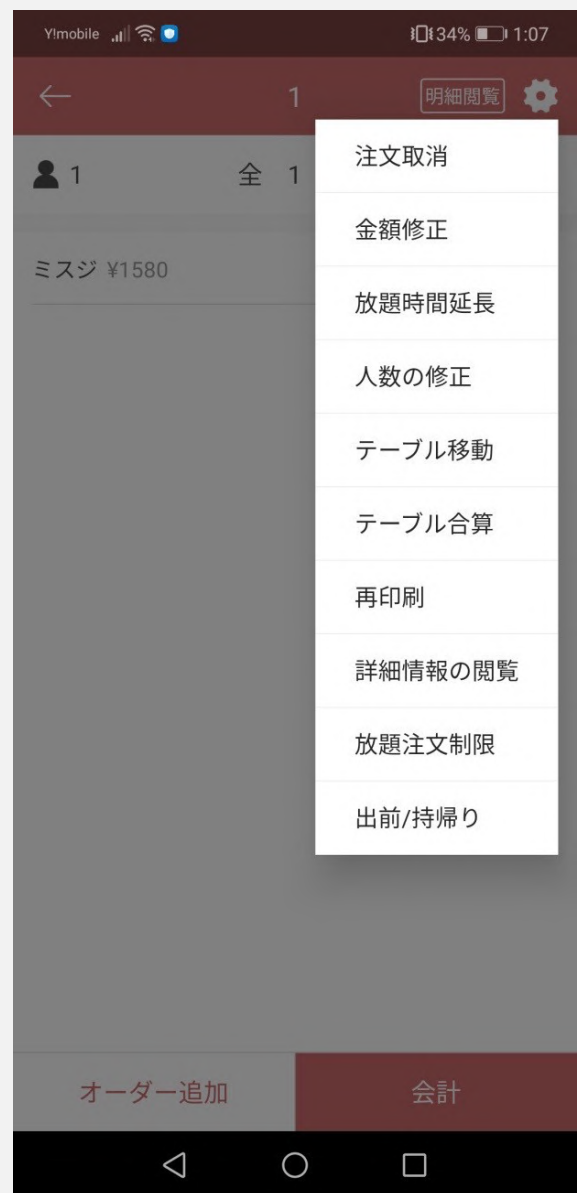 Y!mobile 34% 1:07
1 明細閲覧
1 全 1
ミスジ ¥1580
注文取消
金額修正
放題時間延長
人数の修正
テーブル移動
テーブル合算
再印刷
詳細情報の閲覧
放題注文制限
出前/持帰り
オーダー追加 会計